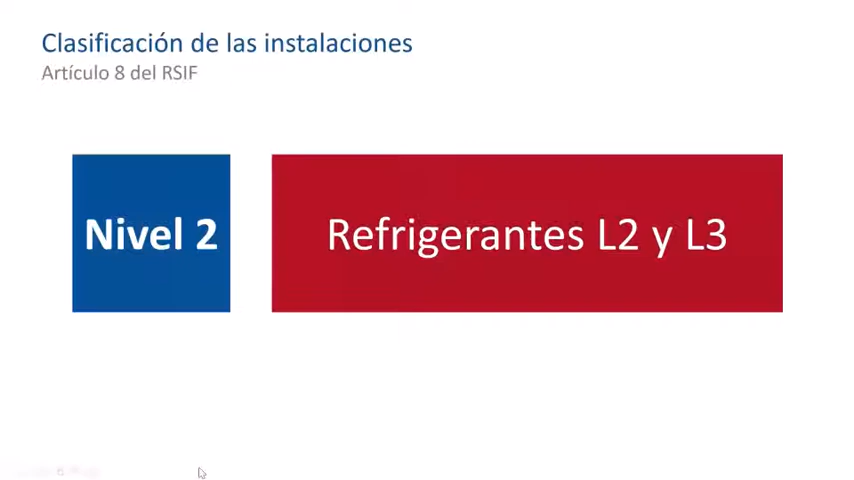 Clasificación de las instalaciones
Artículo 8 del RSIF
Nivel 2
Refrigerantes L2 y L3